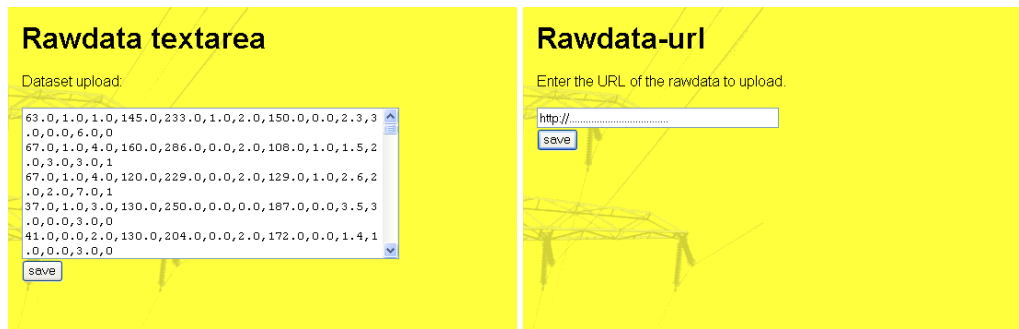 Rawdata textarea
Dataset upload:
63.0,1.0,1.0,145.0,233.0,1.0,2.0,150.0,0.0,2.3,3
.0,0.0,6.0,0
67.0,1.0,4.0,160.0,286.0,0.0,2.0,108.0,1.0,1.5,2
.0,3.0,3.0,1
67.0,1.0,4.0,120.0,229.0,0.0,2.0,129.0,1.0,2.6,2
.0,2.0,7.0,1
37.0,1.0,3.0,130.0,250.0,0.0,0.0,187.0,0.0,3.5,3
.0,0.0,3.0,0
41.0,0.0,2.0,130.0,204.0,0.0,2.0,172.0,0.0,1.4,1
.0,0.0,3.0,0
save
Rawdata-url
Enter the URL of the rawdata to upload.
http://...................................
save